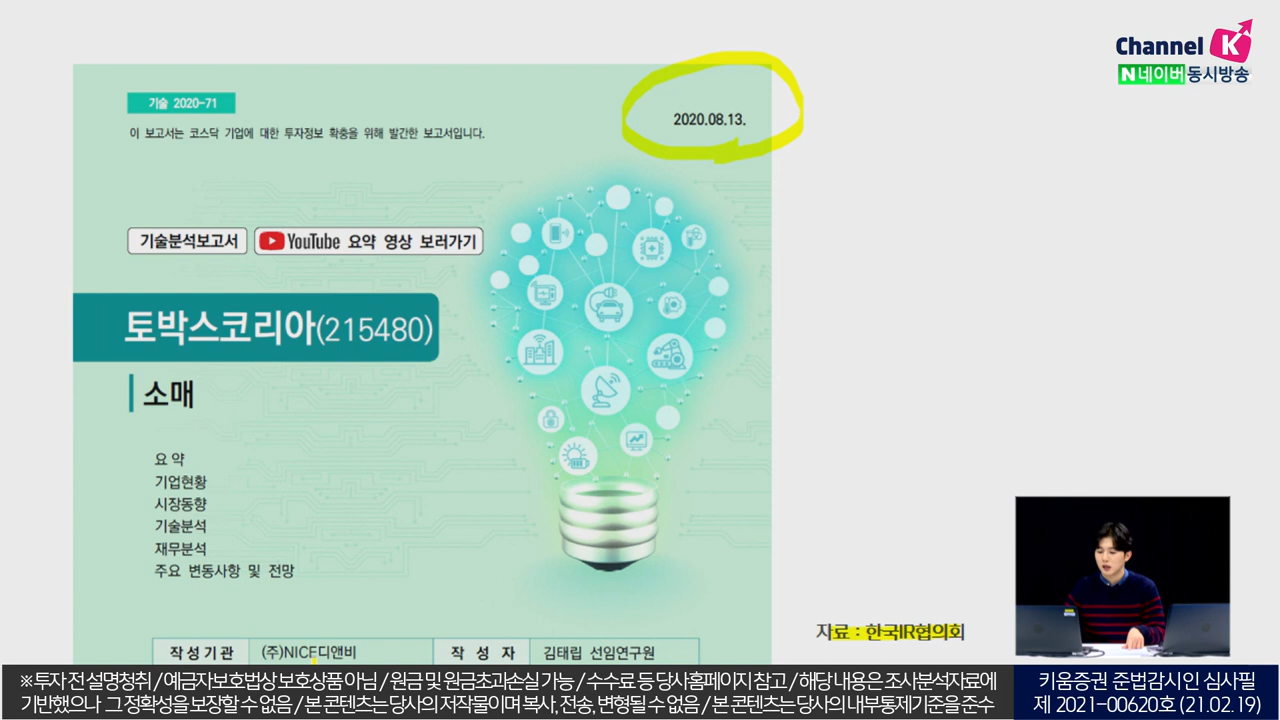 Channel K
N 네이버 동시방송
기술 2020-71
2020.08.13.
이 보고서는 코스닥 기업에 대한 투자정보 확충을 위해 발간한 보고서입니다.
기술분석보고서
YouTube 요약 영상 보러가기
토박스코리아(215480)
소매
요 약
기업현황
시장동향
기술분석
재무분석
주요 변동사항 및 전망
자료 : 한국IR협의회
작성기관 (주)NICE디앤비 작 성 자 김태립 선임연구원
※ 투자 전 설명청취 / 예금자보호법상 보호상품 아님 / 원금 및 원금초과손실 가능 / 수수료 등 당사홈페이지 참고 / 해당 내용은 조사분석자료에
기반했으나 그 정확성을 보장할 수 없음 / 본 콘텐츠는 당사의 저작물이며 복사, 전송, 변형될 수 없음 / 본 콘텐츠는 당사의 내부통제기준을 준수
키움증권 준법감시인 심사필
제 2021-00620호 (21.02.19)